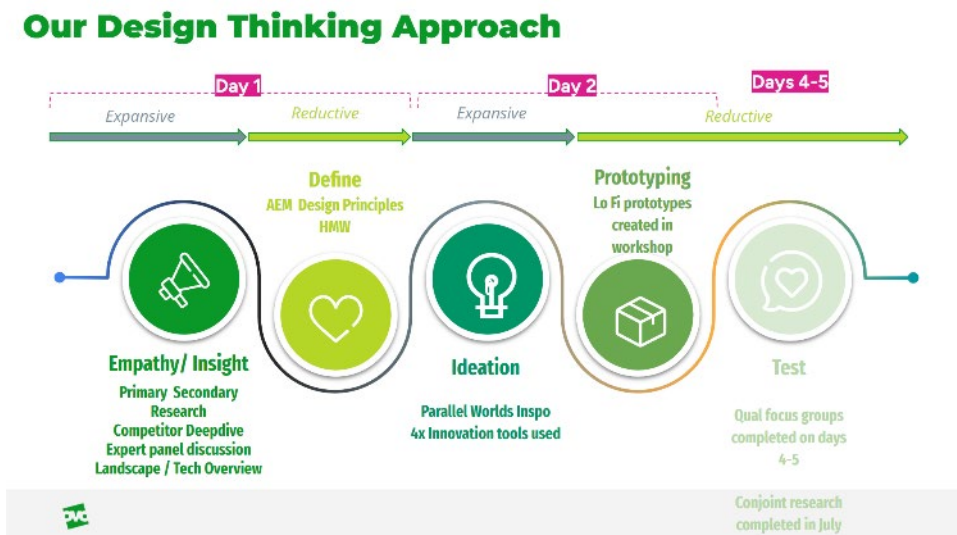 Our Design Thinking Approach
Day 1
Day 2
Days 4-5
Expansive
Reductive
Expansive
Reductive
Empathy/ Insight
Primary Secondary
Research
Competitor Deepdive
Expert panel discussion
Landscape / Tech Overview
Define
AEM Design Principles
HMW
Ideation
Parallel Worlds Inspo
4x Innovation tools used
Prototyping
Lo Fi prototypes
created in
workshop
Test
Qual focus groups
completed on days
4-5
Conjoint research
completed in July